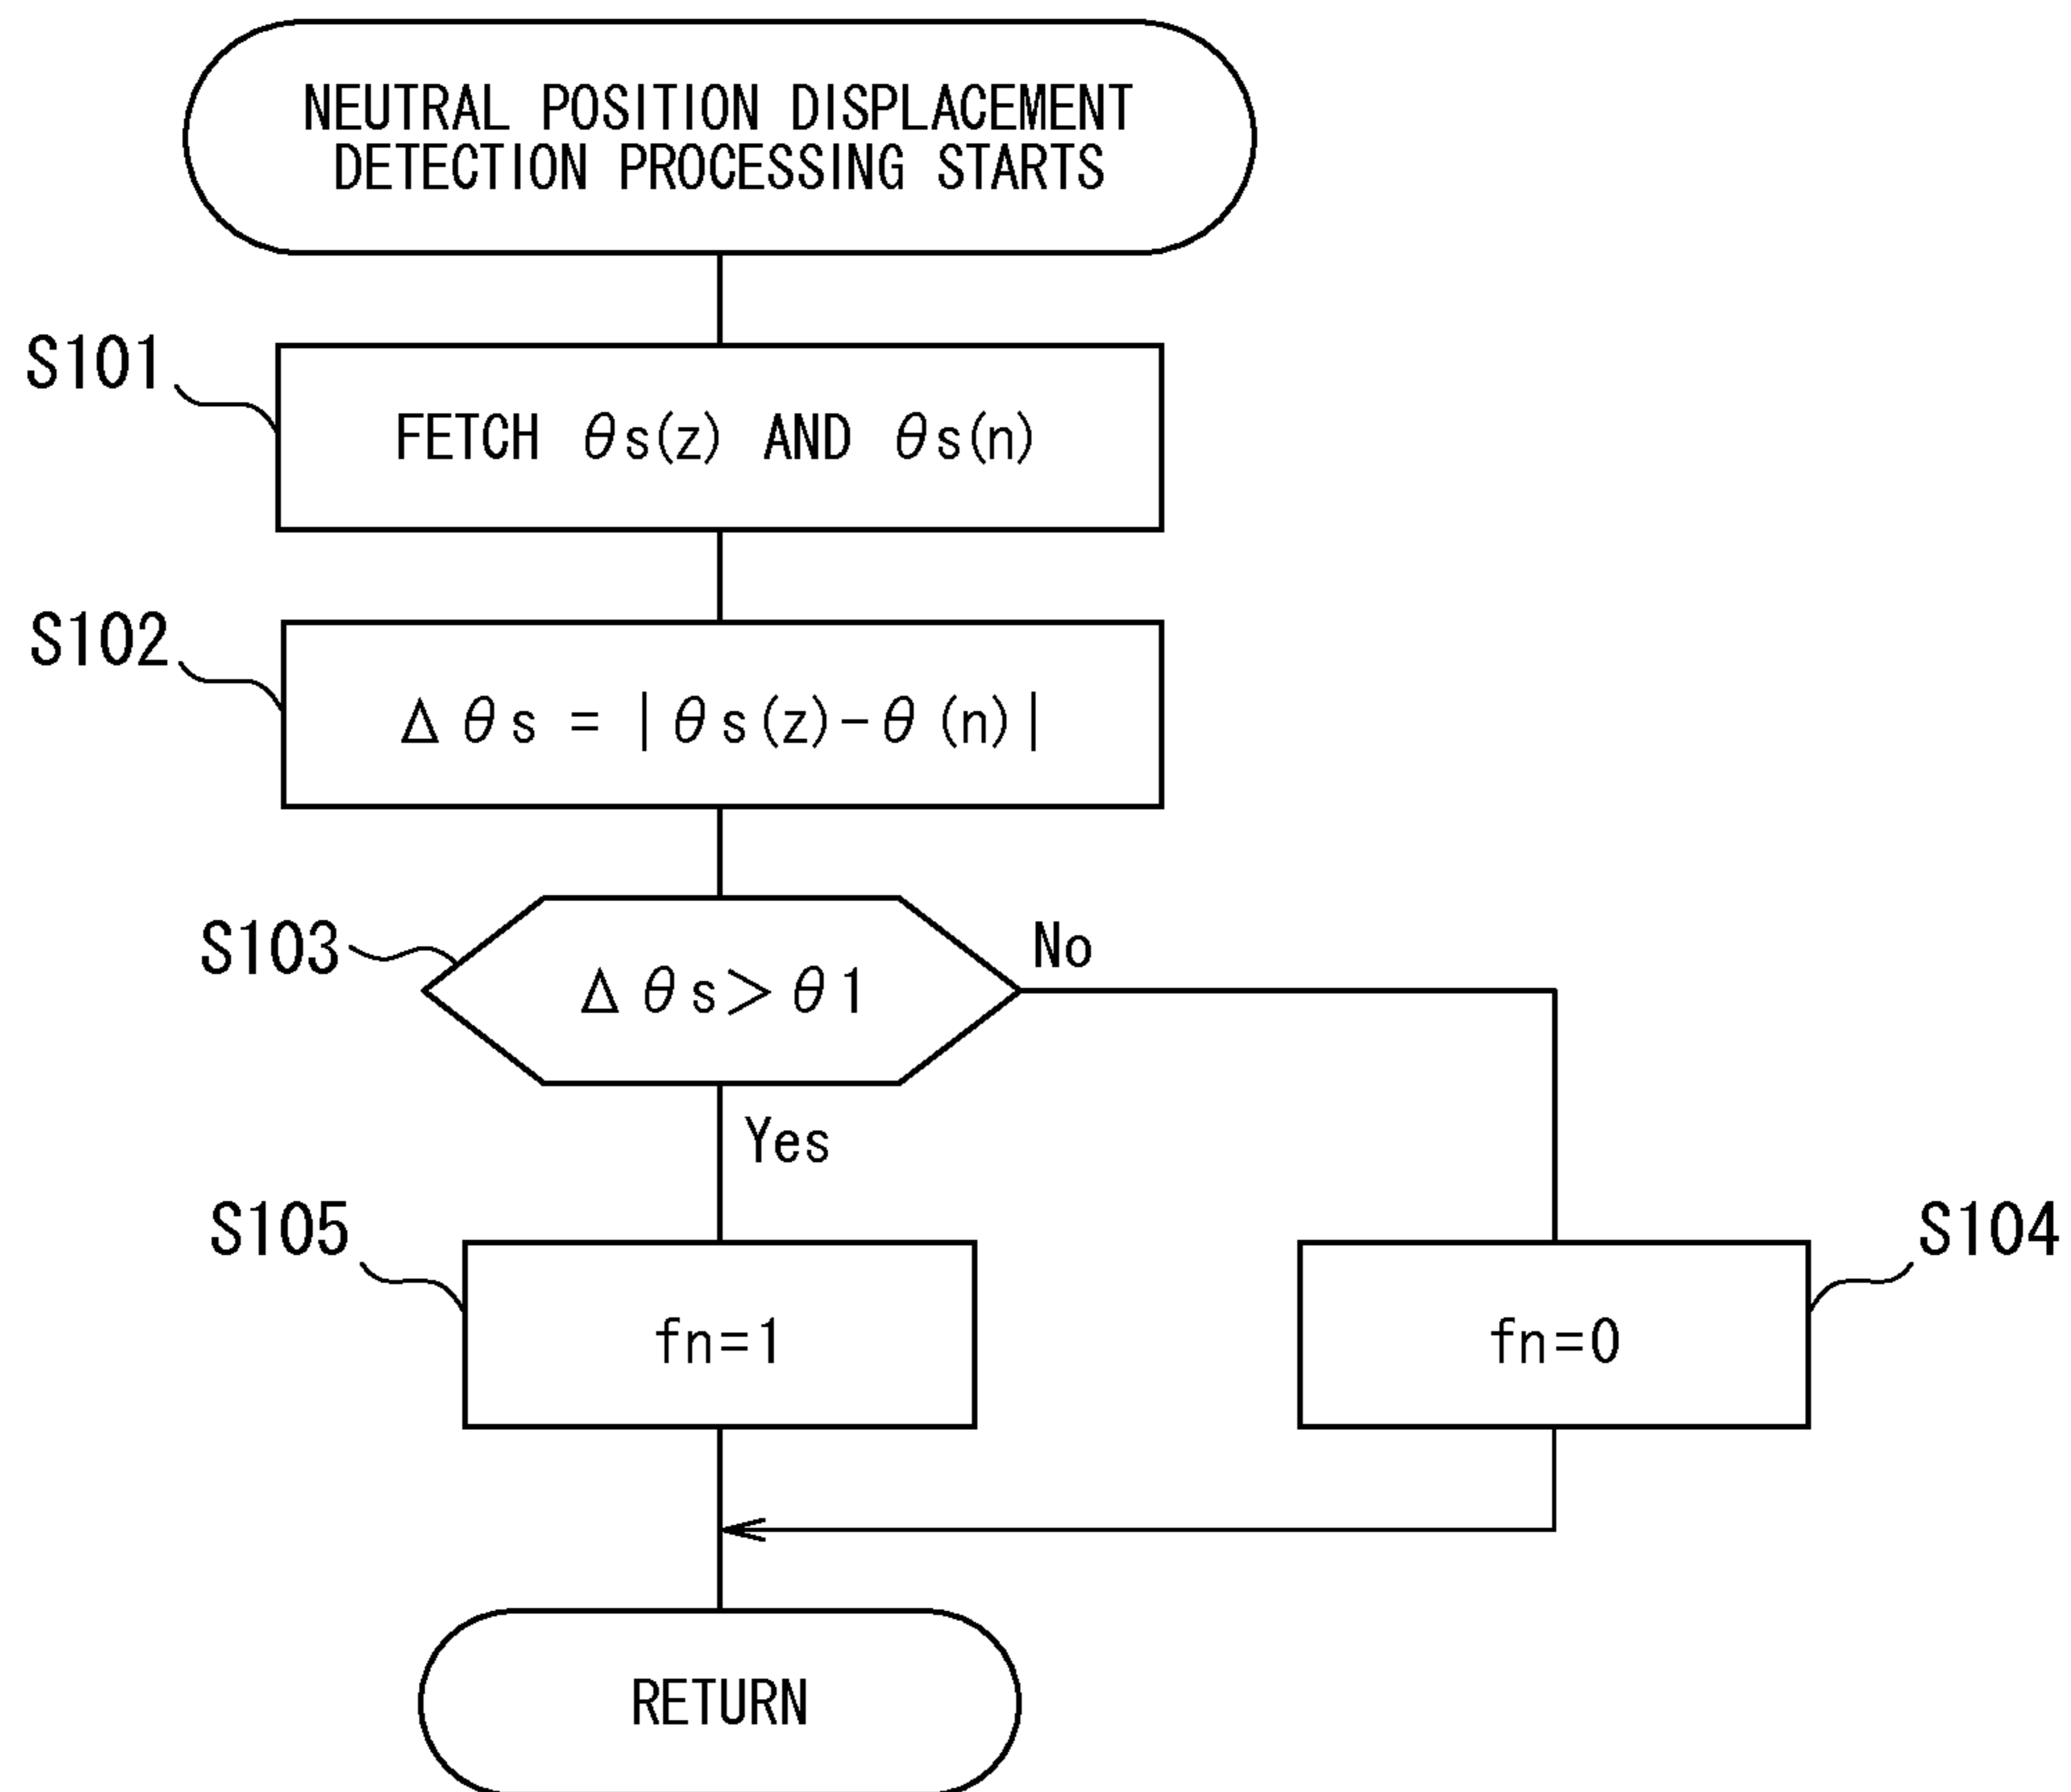 NEUTRAL POSITION DISPLACEMENT
DETECTION PROCESSING STARTS
S101
FETCH θs(z) AND θs(n)
S102
Δθs = |θs(z)-θ(n)|
S103
Δθs>θ1
No
Yes
S105
fn=1
S104
fn=0
RETURN